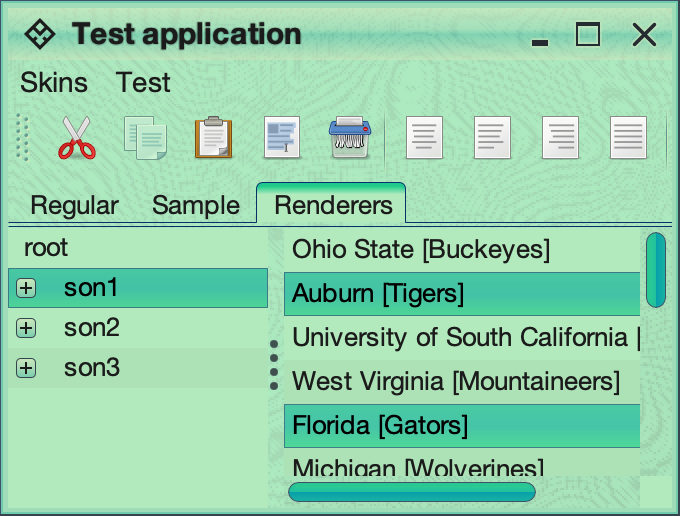 Test application
Skins Test
Regular Sample Renderers
root
son1
son2
son3
Ohio State [Buckeyes]
Auburn [Tigers]
University of South California [
West Virginia [Mountaineers]
Florida [Gators]
Michigan [Wolverines]